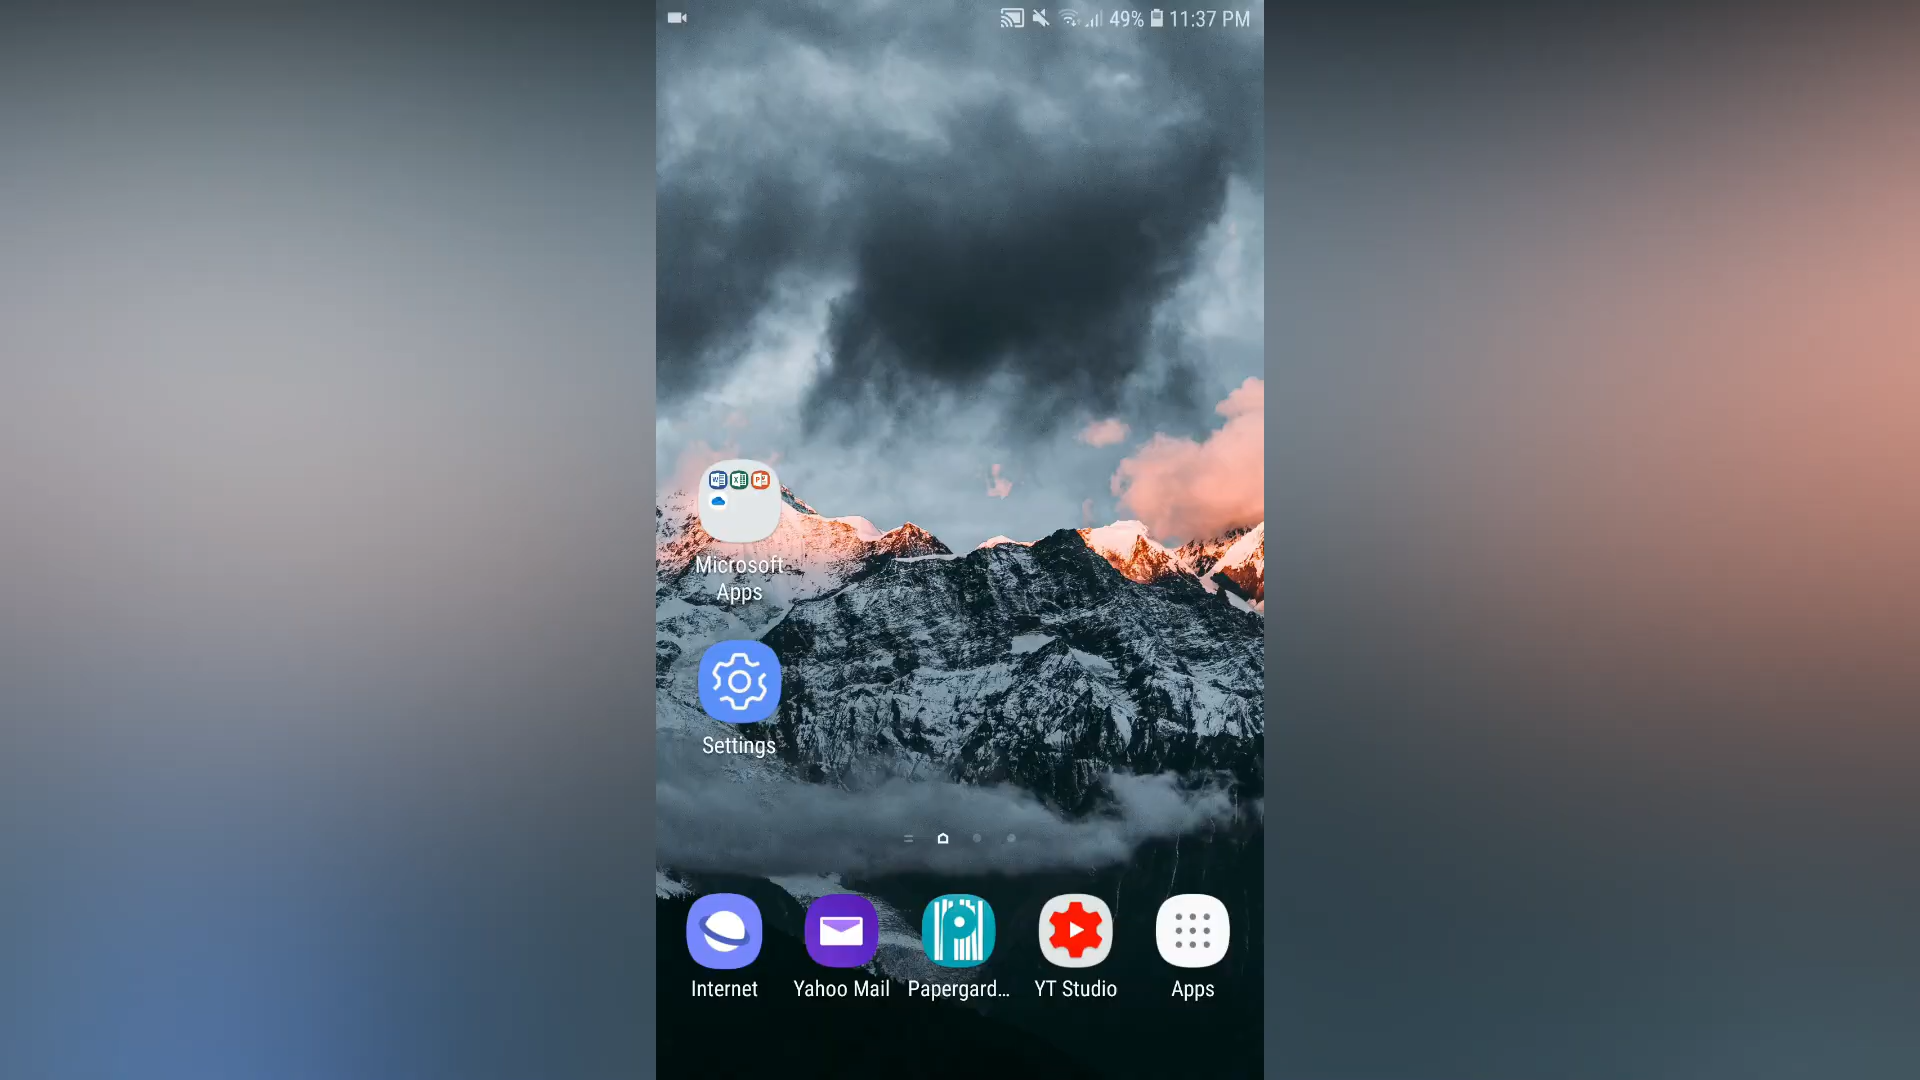 49% 11:37 PM
Microsoft
Apps
Settings
Internet Yahoo Mail Papergard... YT Studio Apps